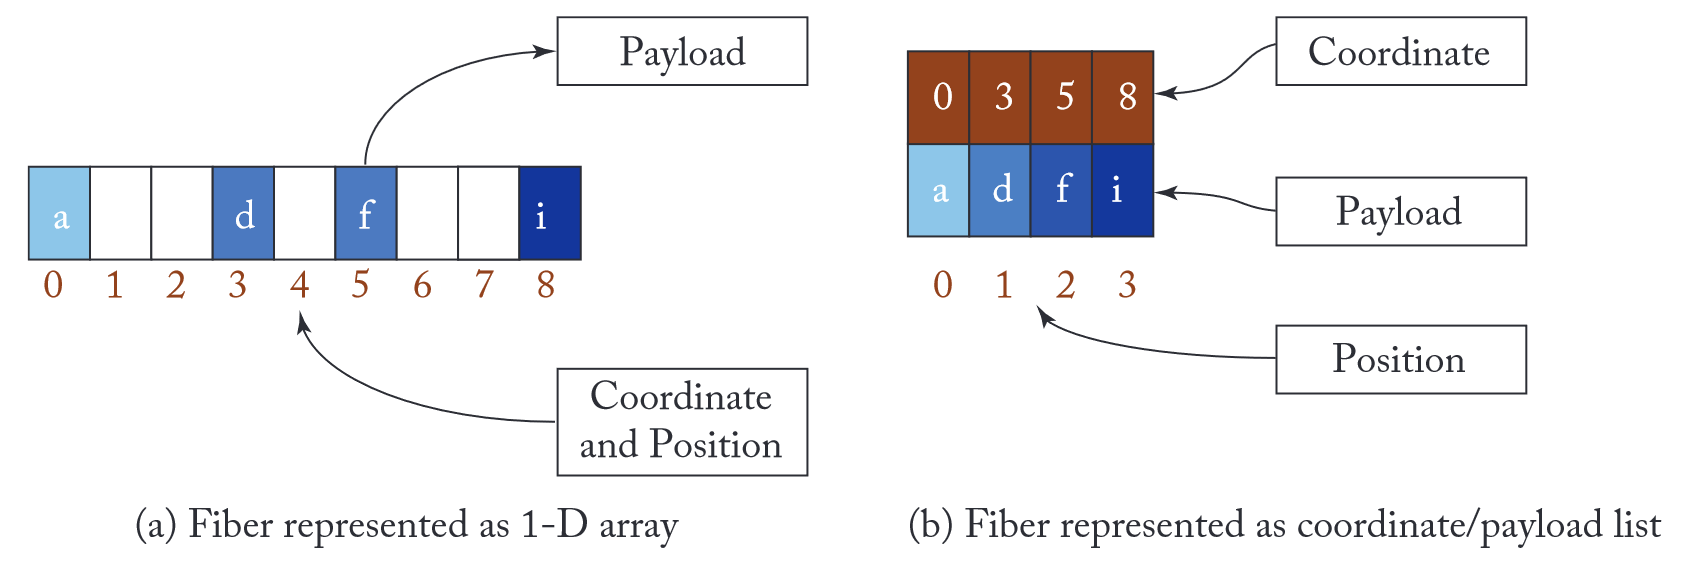 Payload
a d f i
0 1 2 3 4 5 6 7 8
Coordinate
and Position
(a) Fiber represented as 1-D array
Coordinate
0 3 5 8
a d f i
Payload
0 1 2 3
Position
(b) Fiber represented as coordinate/payload list